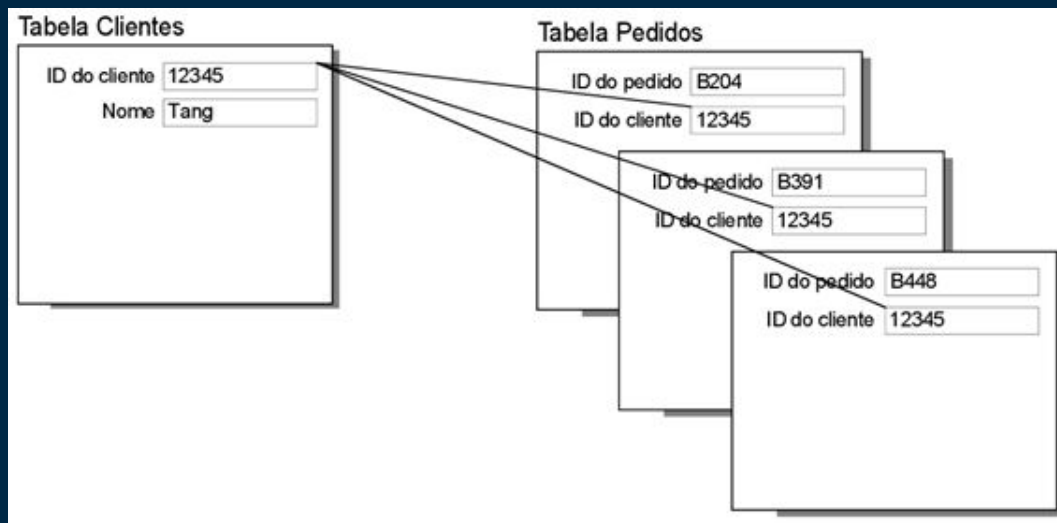 Tabela Clientes
ID do cliente 12345
Nome Tang
Tabela Pedidos
ID do pedido B204
ID do cliente 12345
ID do pedido B391
ID do cliente 12345
ID do pedido B448
ID do cliente 12345